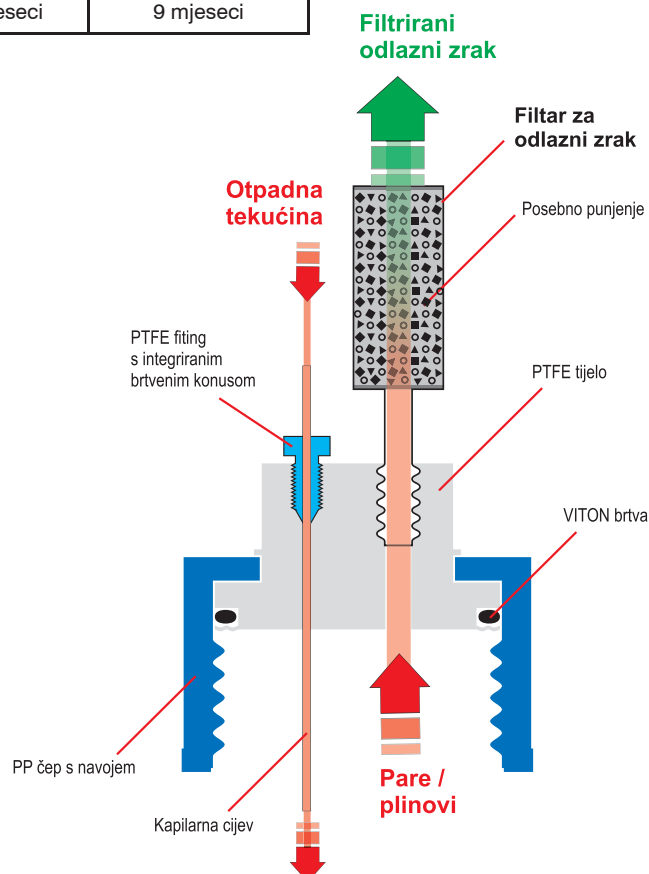 9 mjeseci
Filtrirani
odlazni zrak
Filtar za
odlazni zrak
Otpadna
tekućina
Posebno punjenje
PTFE fiting
s integriranim
brtvenim konusom
PTFE tijelo
VITON brtva
PP čep s navojem
Pare /
plinovi
Kapilarna cijev